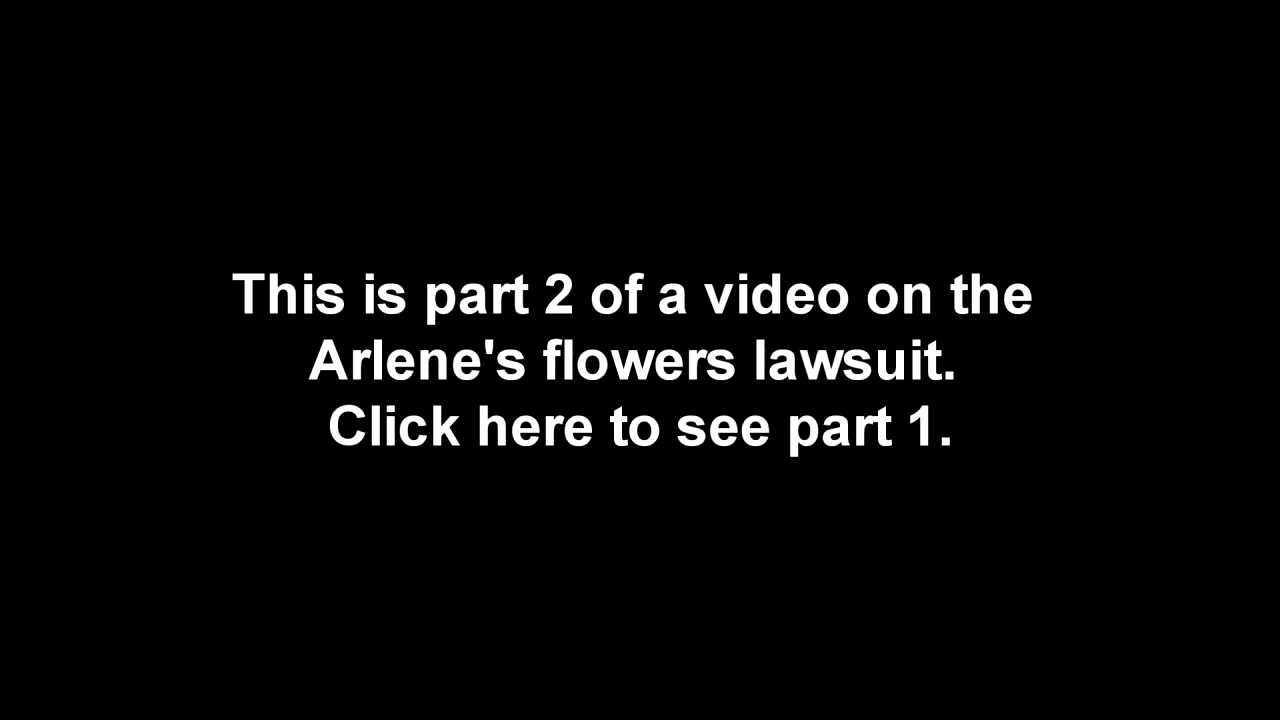 This is part 2 of a video on the
Arlene's flowers lawsuit.
Click here to see part 1.